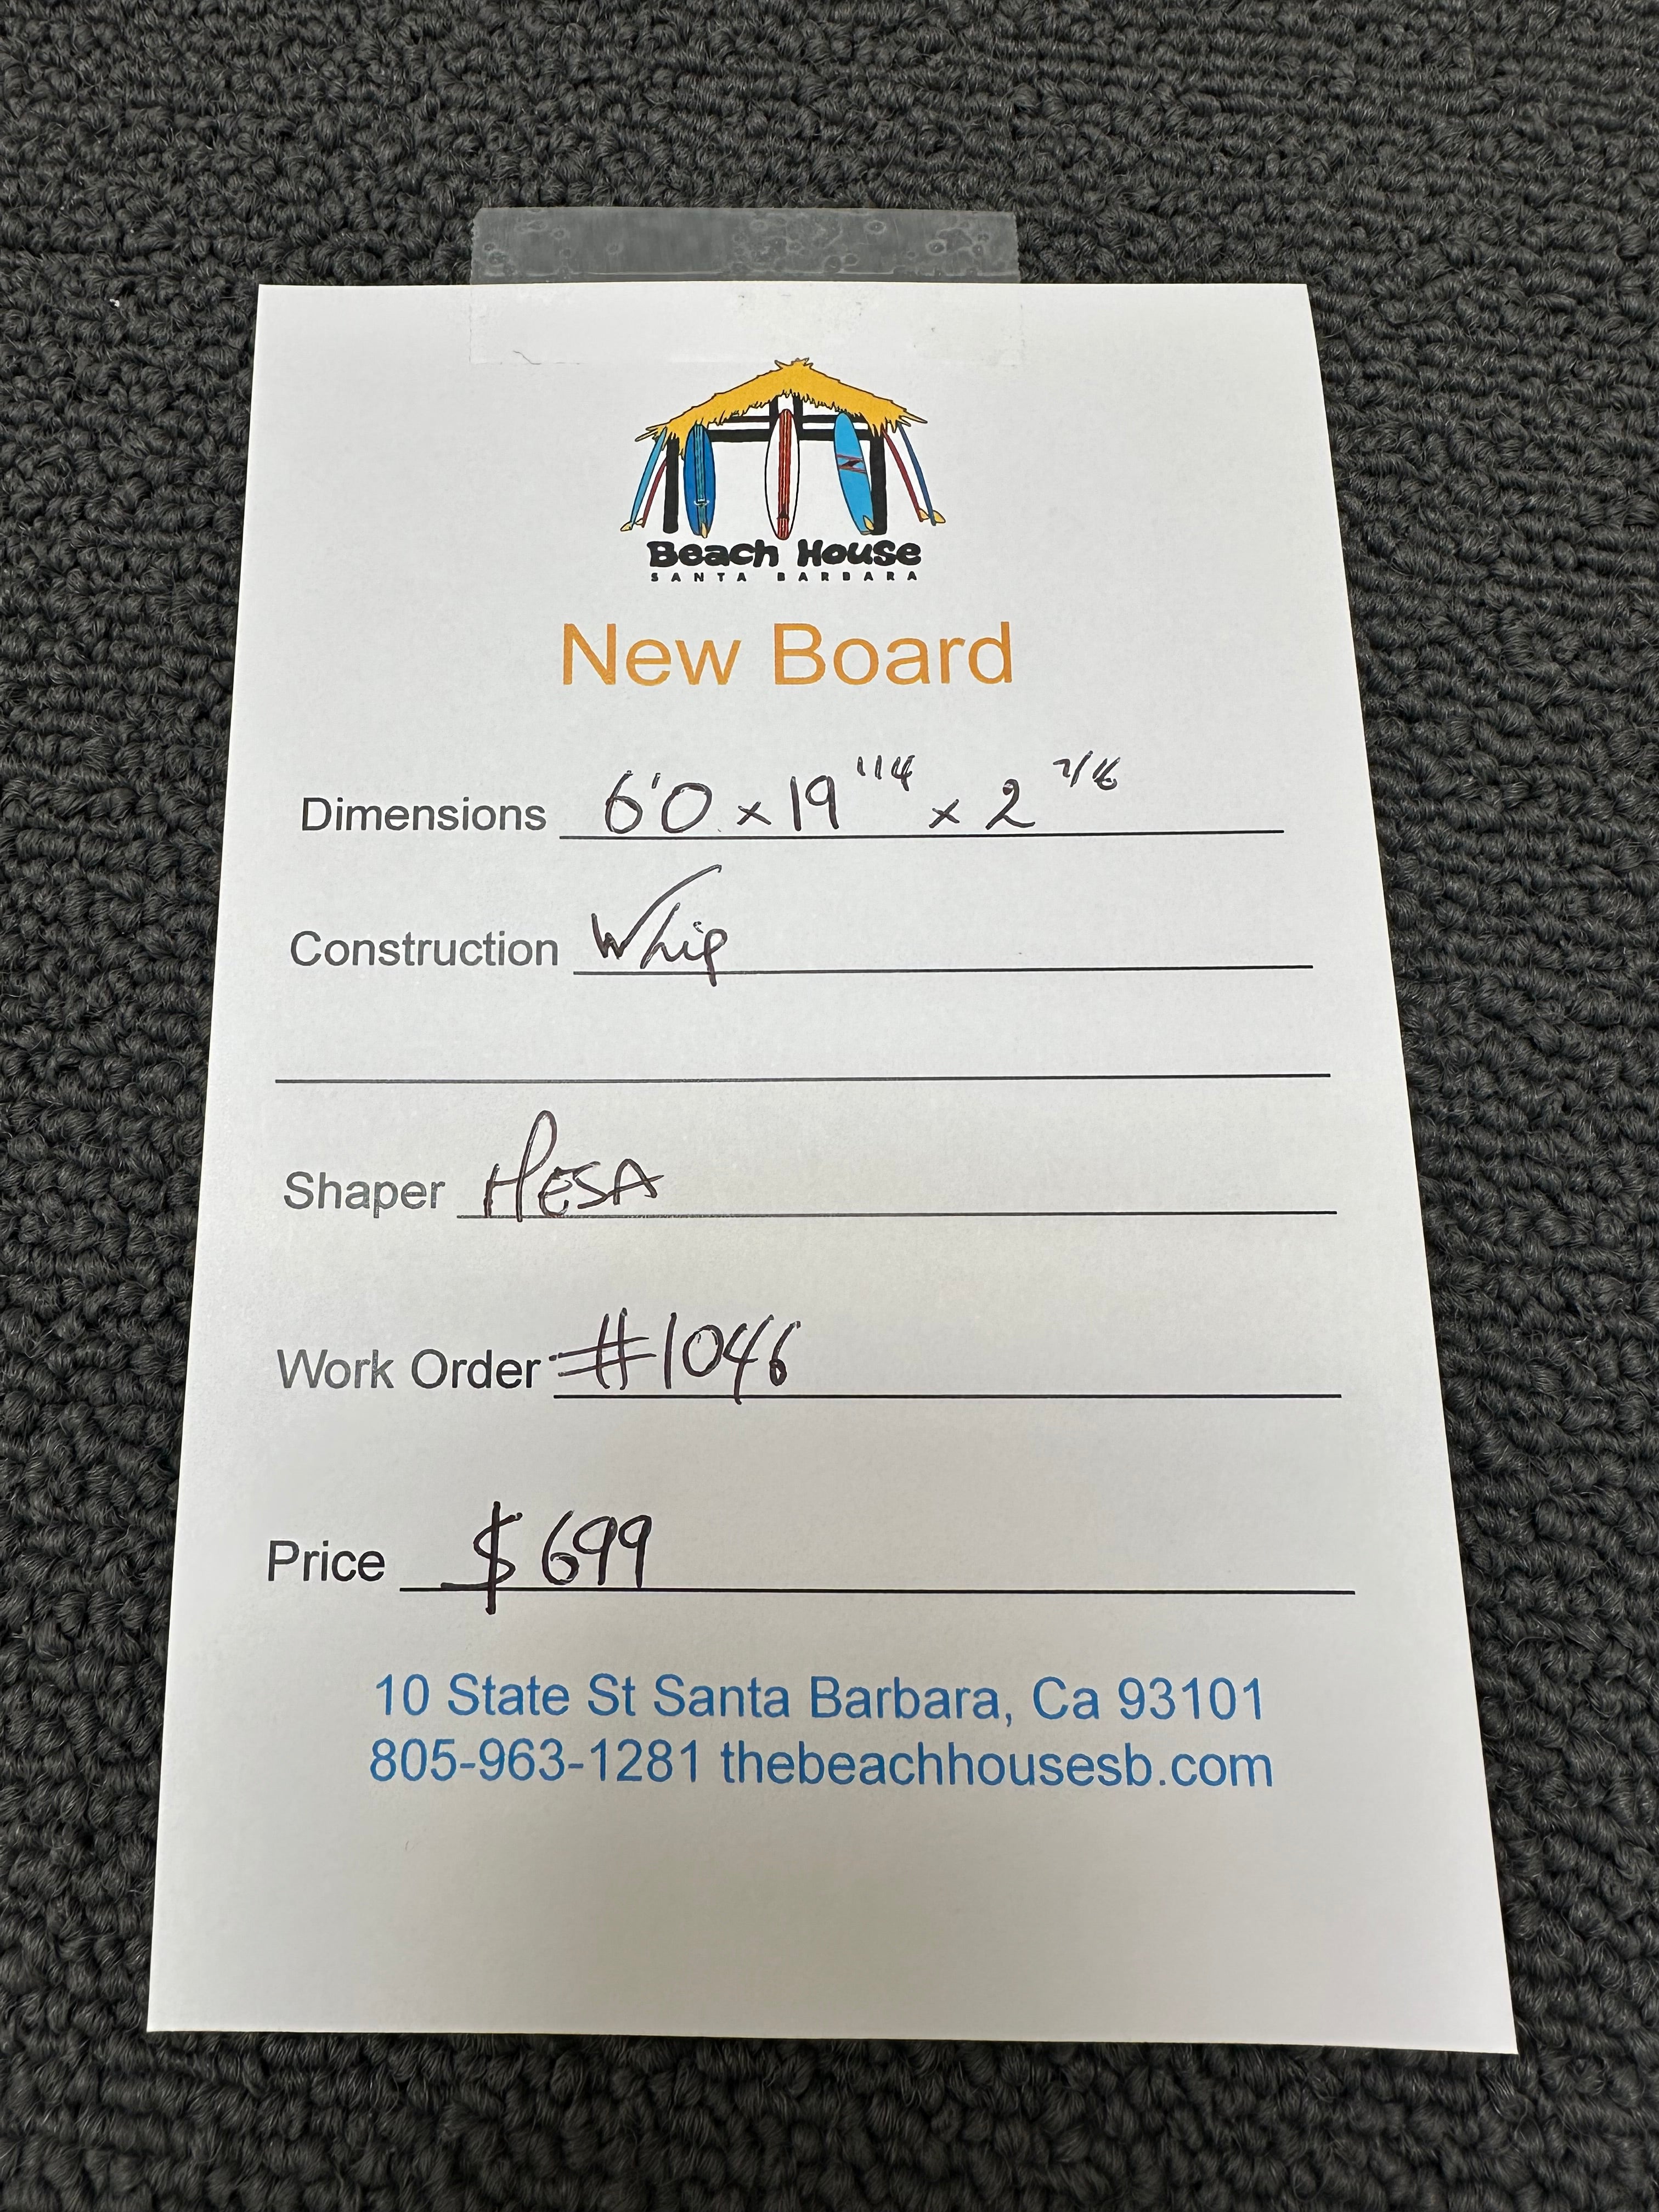 Beach House
SANTA BARBARA
New Board
Dimensions 6'0 x 19 1/4 x 2 7/16
Construction Whip
Shaper MESA
Work Order #1046
Price $699
10 State St Santa Barbara, Ca 93101
805-963-1281 thebeachhousesb.com